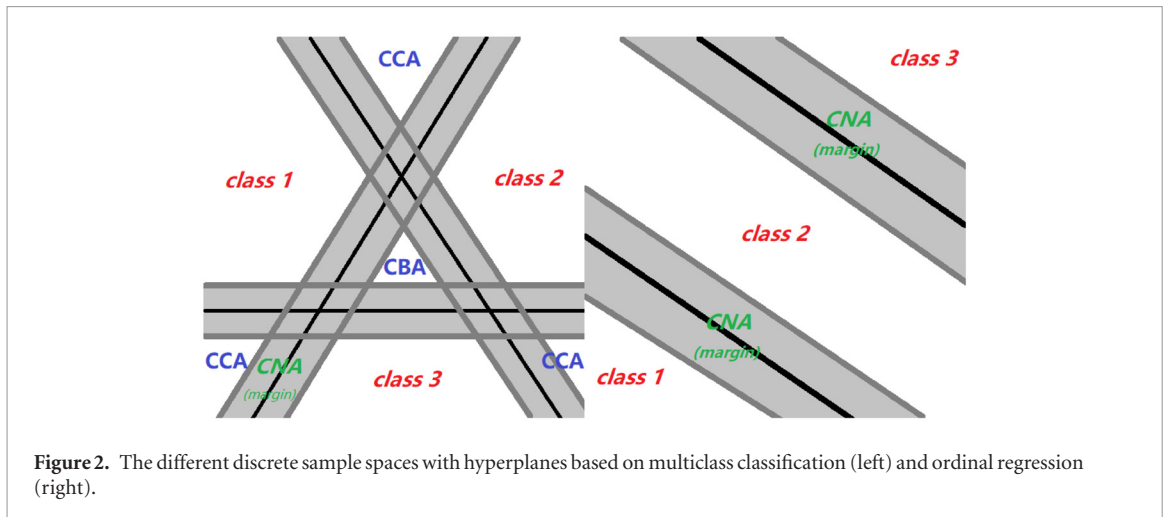 CCA
class 3
CNA
(margin)
class 1
class 2
class 2
CBA
CNA
(margin)
CCA
CNA
(margin)
class 3
CCA
class 1
Figure 2. The different discrete sample spaces with hyperplanes based on multiclass classification (left) and ordinal regression
(right).